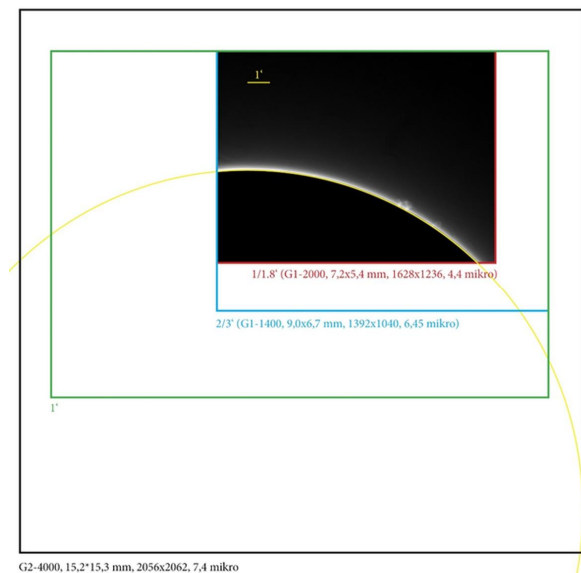 1'
1/1.8' (G1-2000, 7,2x5,4 mm, 1628x1236, 4,4 mikro)
2/3' (G1-1400, 9,0x6,7 mm, 1392x1040, 6,45 mikro)
1'
G2-4000, 15,2*15,3 mm, 2056x2062, 7,4 mikro